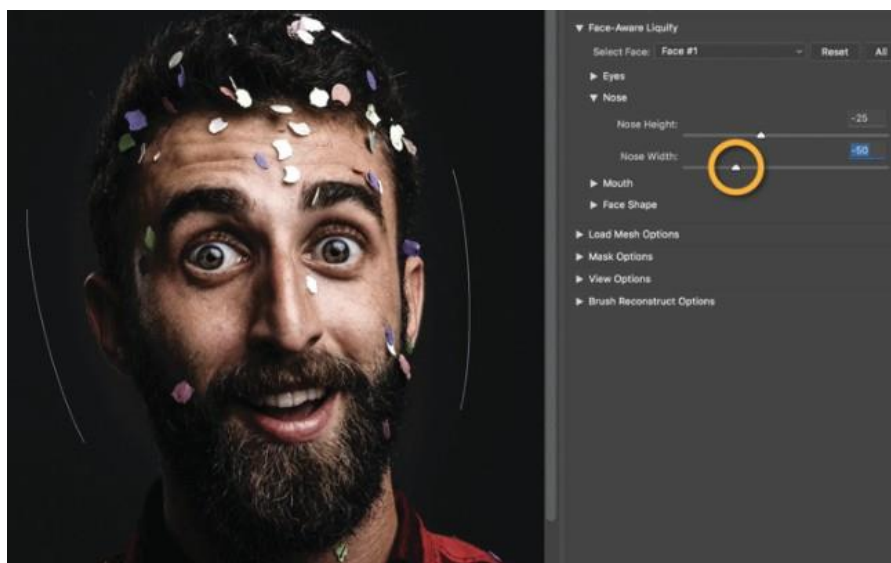 Face-Aware Liquify
Select Face: Face #1 Reset All
Eyes
Nose
Nose Height: -25
Nose Width: -50
Mouth
Face Shape
Load Mesh Options
Mask Options
View Options
Brush Reconstruct Options